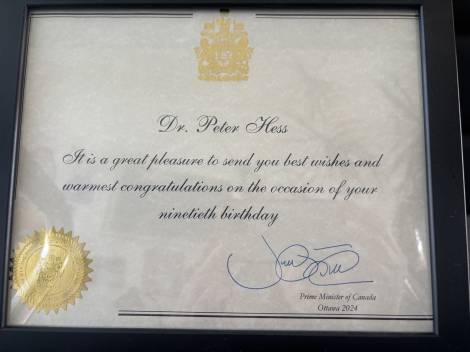 Dr. Peter Hess
It is a great pleasure to send you best wishes and
warmest congratulations on the occasion of your
ninetieth birthday
Prime Minister of Canada
Ottawa 2024